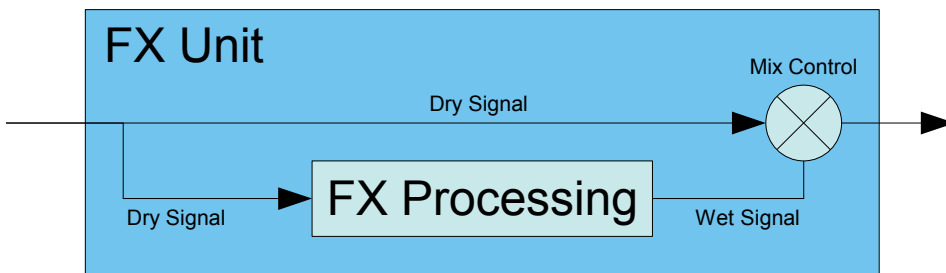 FX Unit
Mix Control
Dry Signal
FX Processing
Dry Signal
Wet Signal